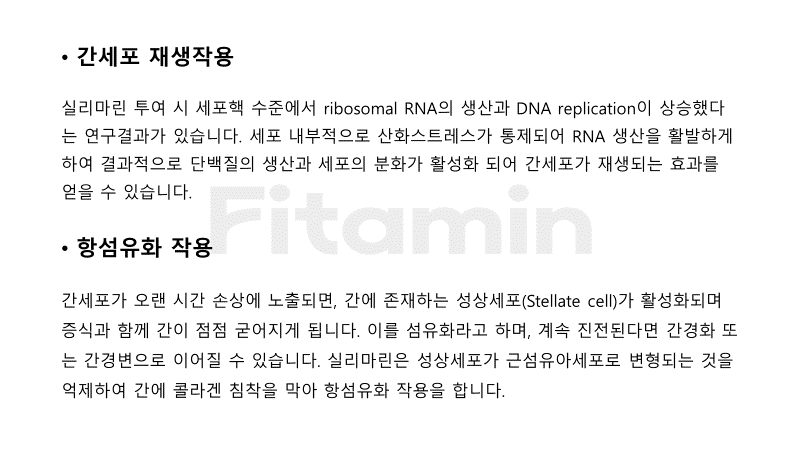 • 간세포 재생작용
실리마린 투여 시 세포핵 수준에서 ribosomal RNA의 생산과 DNA replication이 상승했다
는 연구결과가 있습니다. 세포 내부적으로 산화스트레스가 통제되어 RNA 생산을 활발하게
하여 결과적으로 단백질의 생산과 세포의 분화가 활성화 되어 간세포가 재생되는 효과를
얻을 수 있습니다.
Fitamin
• 항섬유화 작용
간세포가 오랜 시간 손상에 노출되면, 간에 존재하는 성상세포(Stellate cell)가 활성화되며
증식과 함께 간이 점점 굳어지게 됩니다. 이를 섬유화라고 하며, 계속 진전된다면 간경화 또
는 간경변으로 이어질 수 있습니다. 실리마린은 성상세포가 근섬유아세포로 변형되는 것을
억제하여 간에 콜라겐 침착을 막아 항섬유화 작용을 합니다.